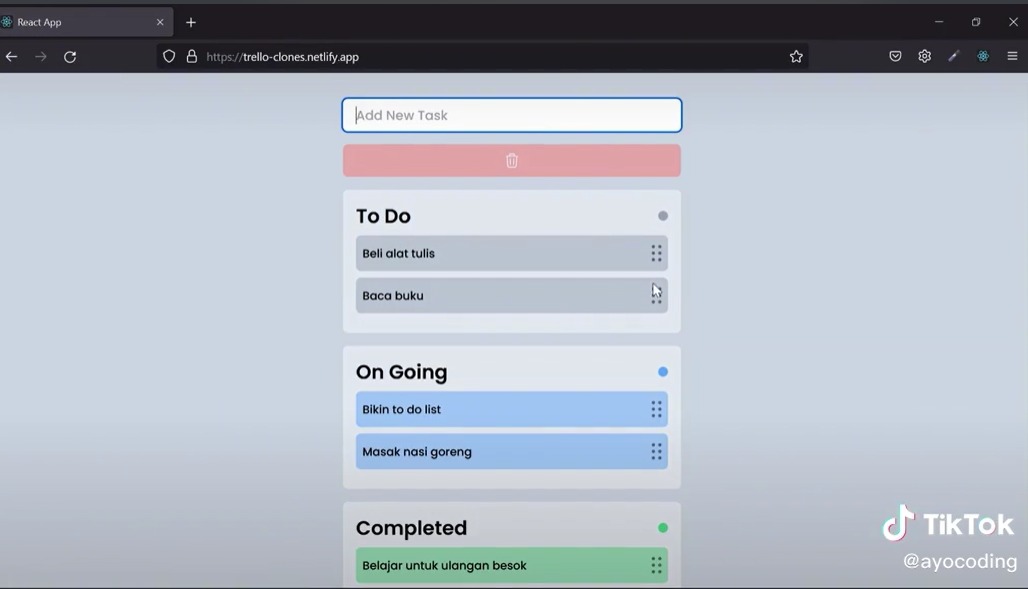 React App
https://trello-clones.netlify.app
Add New Task
To Do
Beli alat tulis
Baca buku
On Going
Bikin to do list
Masak nasi goreng
Completed
Belajar untuk ulangan besok
TikTok
@ayocoding